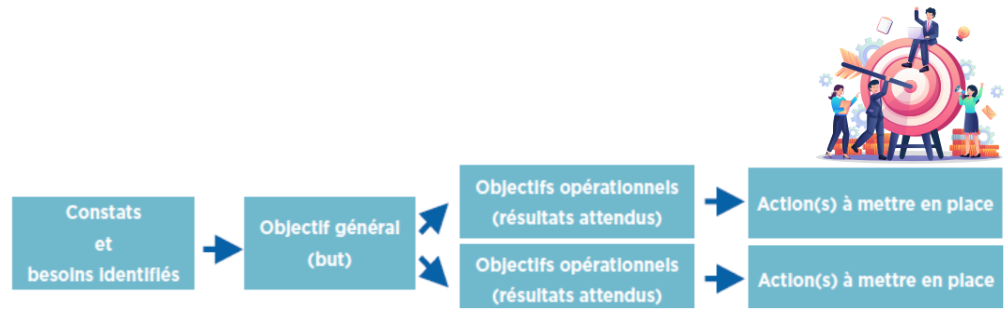 Constats
et
besoins identifiés
Objectif général
(but)
Objectifs opérationnels
(résultats attendus)
Action(s) à mettre en place
Objectifs opérationnels
(résultats attendus)
Action(s) à mettre en place